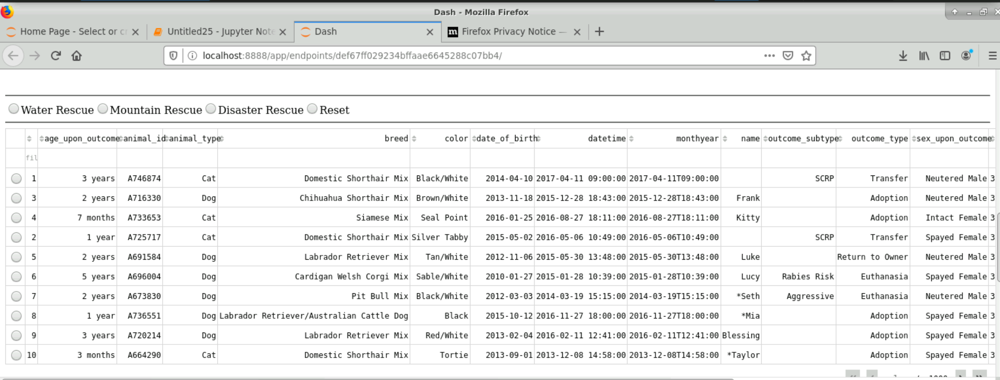 Dash - Mozilla Firefox
Home Page - Select or cr
Untitled25 - Jupyter Note
Dash
Firefox Privacy Notice —
localhost:8888/app/endpoints/def67ff029234bffaae6645288c07bb4/
Water Rescue Mountain Rescue Disaster Rescue Reset
age_upon_outcome animal_id animal_type breed color date_of_birth datetime monthyear name outcome_subtype outcome_type sex_upon_outcome
fil
1 3 years A746874 Cat Domestic Shorthair Mix Black/White 2014-04-10 2017-04-11 09:00:00 2017-04-11T09:00:00 SCRP Transfer Neutered Male 3
3 2 years A716330 Dog Chihuahua Shorthair Mix Brown/White 2013-11-18 2015-12-28 18:43:00 2015-12-28T18:43:00 Frank Adoption Neutered Male 3
4 7 months A733653 Cat Siamese Mix Seal Point 2016-01-25 2016-08-27 18:11:00 2016-08-27T18:11:00 Kitty Adoption Intact Female 3
2 1 year A725717 Cat Domestic Shorthair Mix Silver Tabby 2015-05-02 2016-05-06 10:49:00 2016-05-06T10:49:00 SCRP Transfer Spayed Female 3
5 2 years A691584 Dog Labrador Retriever Mix Tan/White 2012-11-06 2015-05-30 13:48:00 2015-05-30T13:48:00 Luke Return to Owner Neutered Male 3
6 5 years A696004 Dog Cardigan Welsh Corgi Mix Sable/White 2010-01-27 2015-01-28 10:39:00 2015-01-28T10:39:00 Lucy Rabies Risk Euthanasia Spayed Female 3
7 2 years A673830 Dog Pit Bull Mix Black/White 2012-03-03 2014-03-19 15:15:00 2014-03-19T15:15:00 *Seth Aggressive Euthanasia Neutered Male 3
8 1 year A736551 Dog Labrador Retriever/Australian Cattle Dog Black 2015-10-12 2016-11-27 18:00:00 2016-11-27T18:00:00 *Mia Adoption Spayed Female 3
9 3 years A720214 Dog Labrador Retriever Mix Red/White 2013-02-04 2016-02-11 12:41:00 2016-02-11T12:41:00 Blessing Adoption Spayed Female 3
10 3 months A664290 Cat Domestic Shorthair Mix Tortie 2013-09-01 2013-12-08 14:58:00 2013-12-08T14:58:00 *Taylor Adoption Spayed Female 3